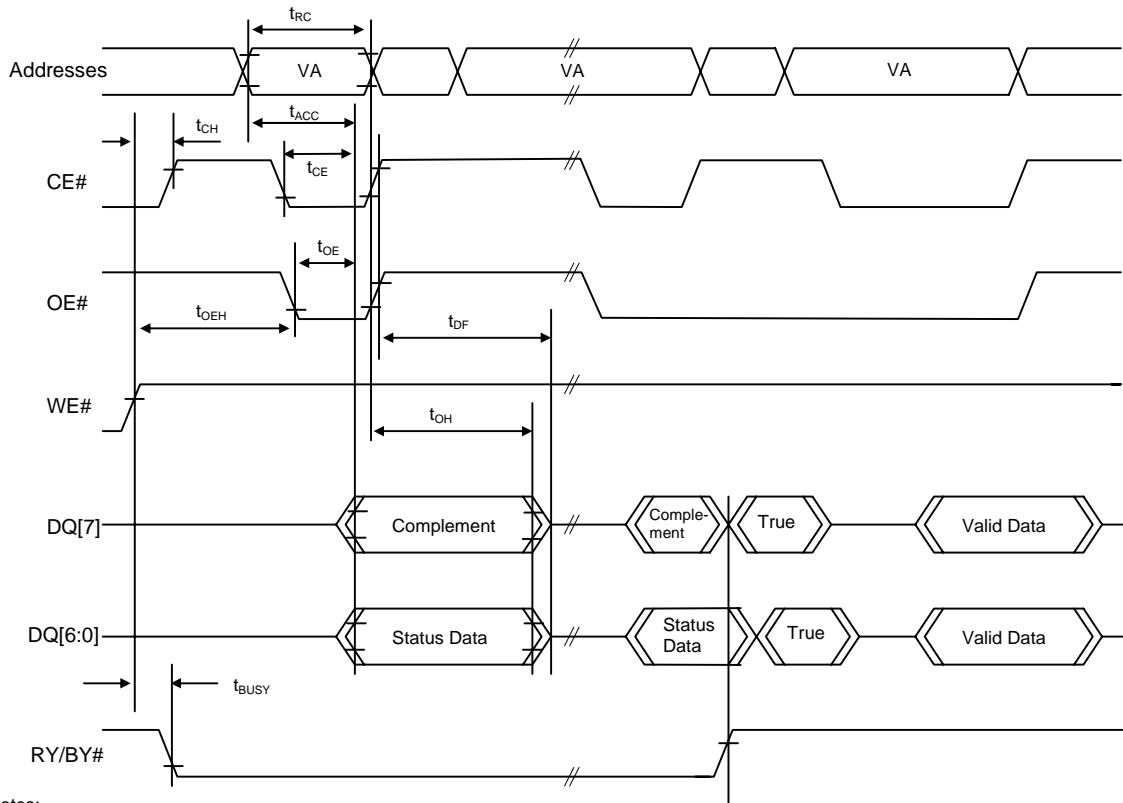 tRC
Addresses
VA
VA
VA
tACC
tCH
tCE
CE#
tOE
OE#
tOEH
tDF
WE#
tOH
DQ[7]
Complement
Comple-
ment
True
Valid Data
DQ[6:0]
Status Data
Status
Data
True
Valid Data
tBUSY
RY/BY#